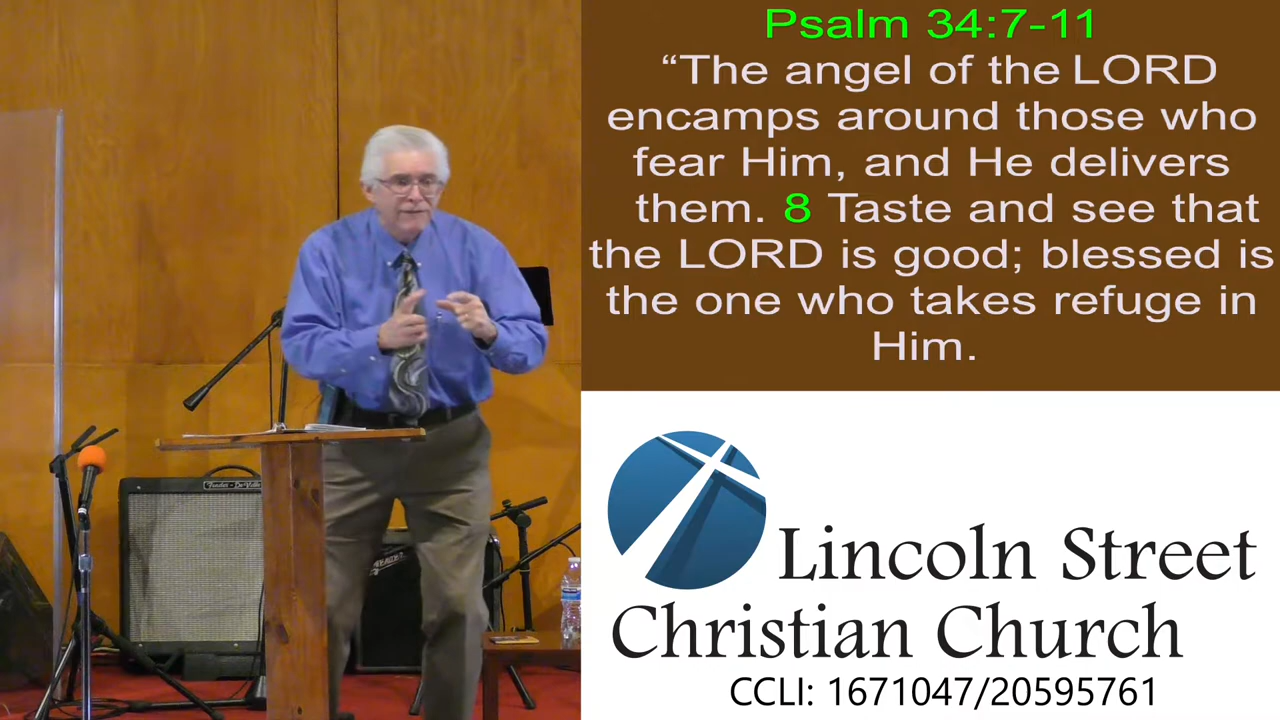 Psalm 34:7-11
“The angel of the LORD
encamps around those who
fear Him, and He delivers
them. 8 Taste and see that
the LORD is good; blessed is
the one who takes refuge in
Him.
Lincoln Street
Christian Church
CCLI: 1671047/20595761